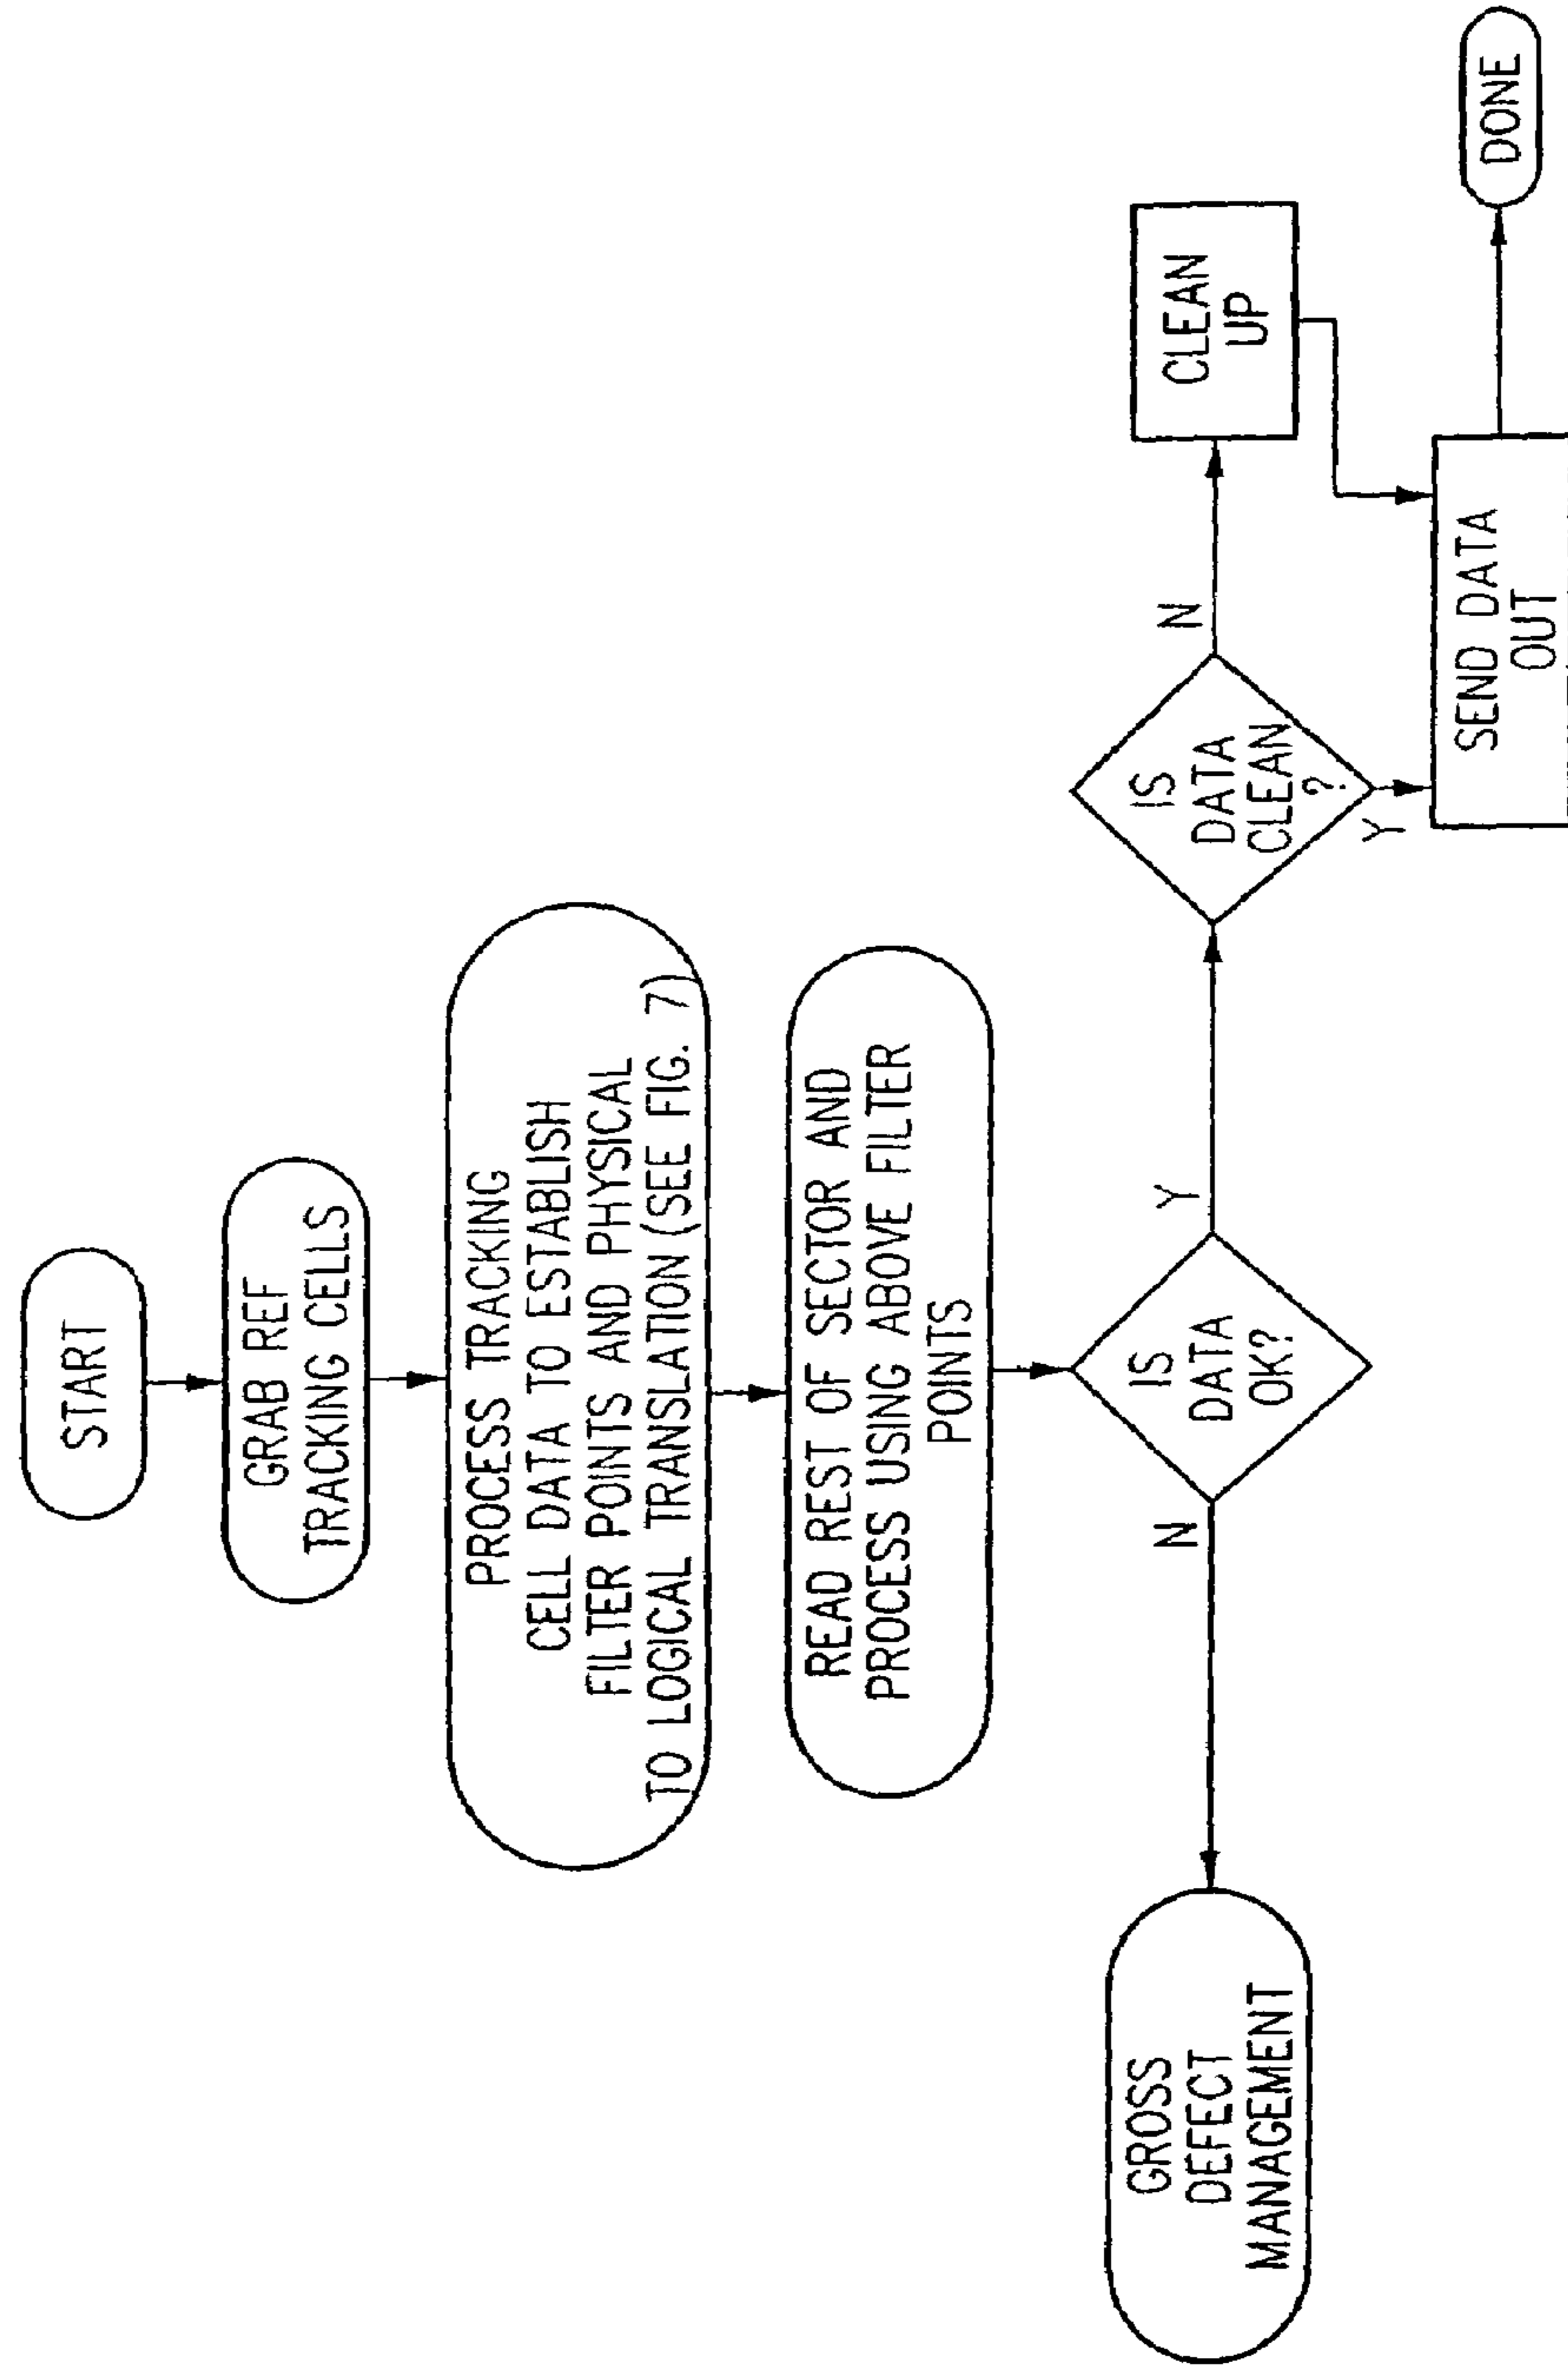 START
GRAB REF
TRACKING CELLS
PROCESS TRACKING
CELL DATA TO ESTABLISH
FILTER POINTS AND PHYSICAL
TO LOGICAL TRANSLATION (SEE FIG. 7)
READ REST OF SECTOR AND
PROCESS USING ABOVE FILTER
POINTS
IS
DATA
OK?
N
Y
GROSS
DEFECT
MANAGEMENT
IS
DATA
CLEAN
?
N
Y
CLEAN
UP
SEND DATA
OUT
DONE